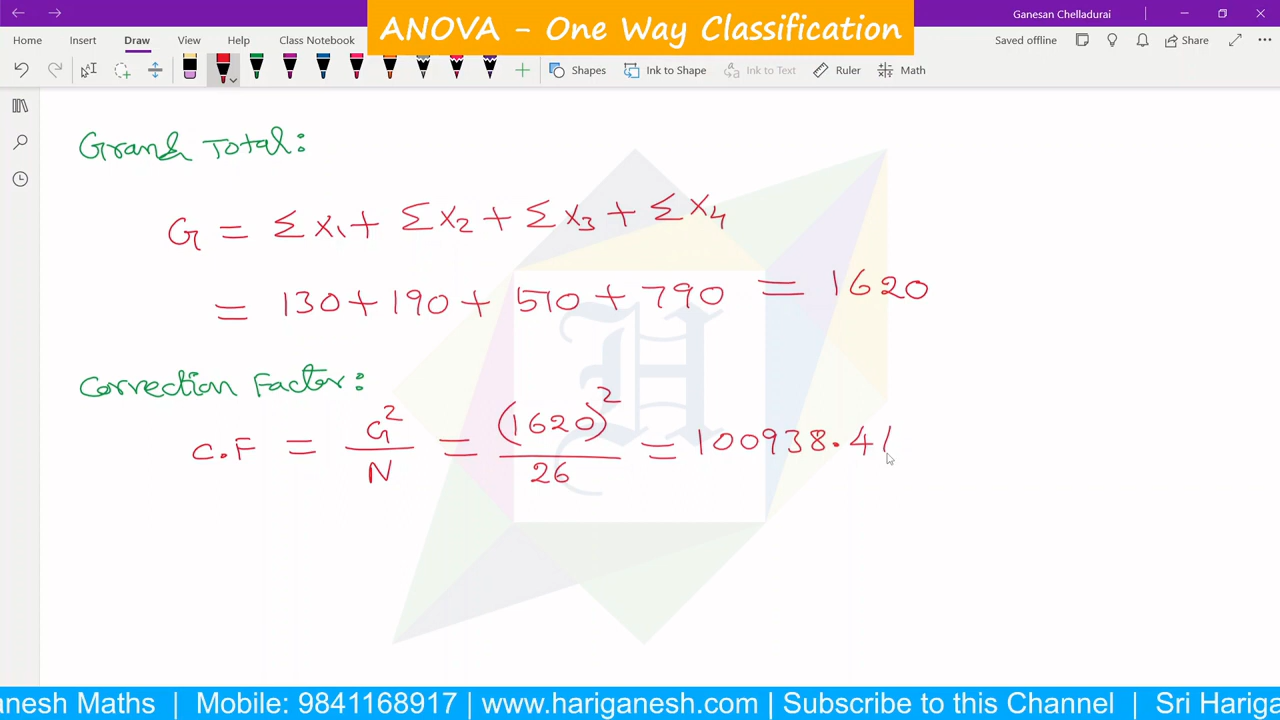 ANOVA - One Way Classification
Ganesan Chelladurai
Home Insert Draw View Help Class Notebook Saved offline Share
Shapes Ink to Shape Ink to Text Ruler Math
Grand Total:
G = Σx₁ + Σx₂ + Σx₃ + Σx₄
= 130 + 190 + 510 + 790 = 1620
Correction Factor:
C.F = G²/N = (1620)²/26 = 100938.41
H
anesh Maths | Mobile: 9841168917 | www.hariganesh.com | Subscribe to this Channel | Sri Hariga